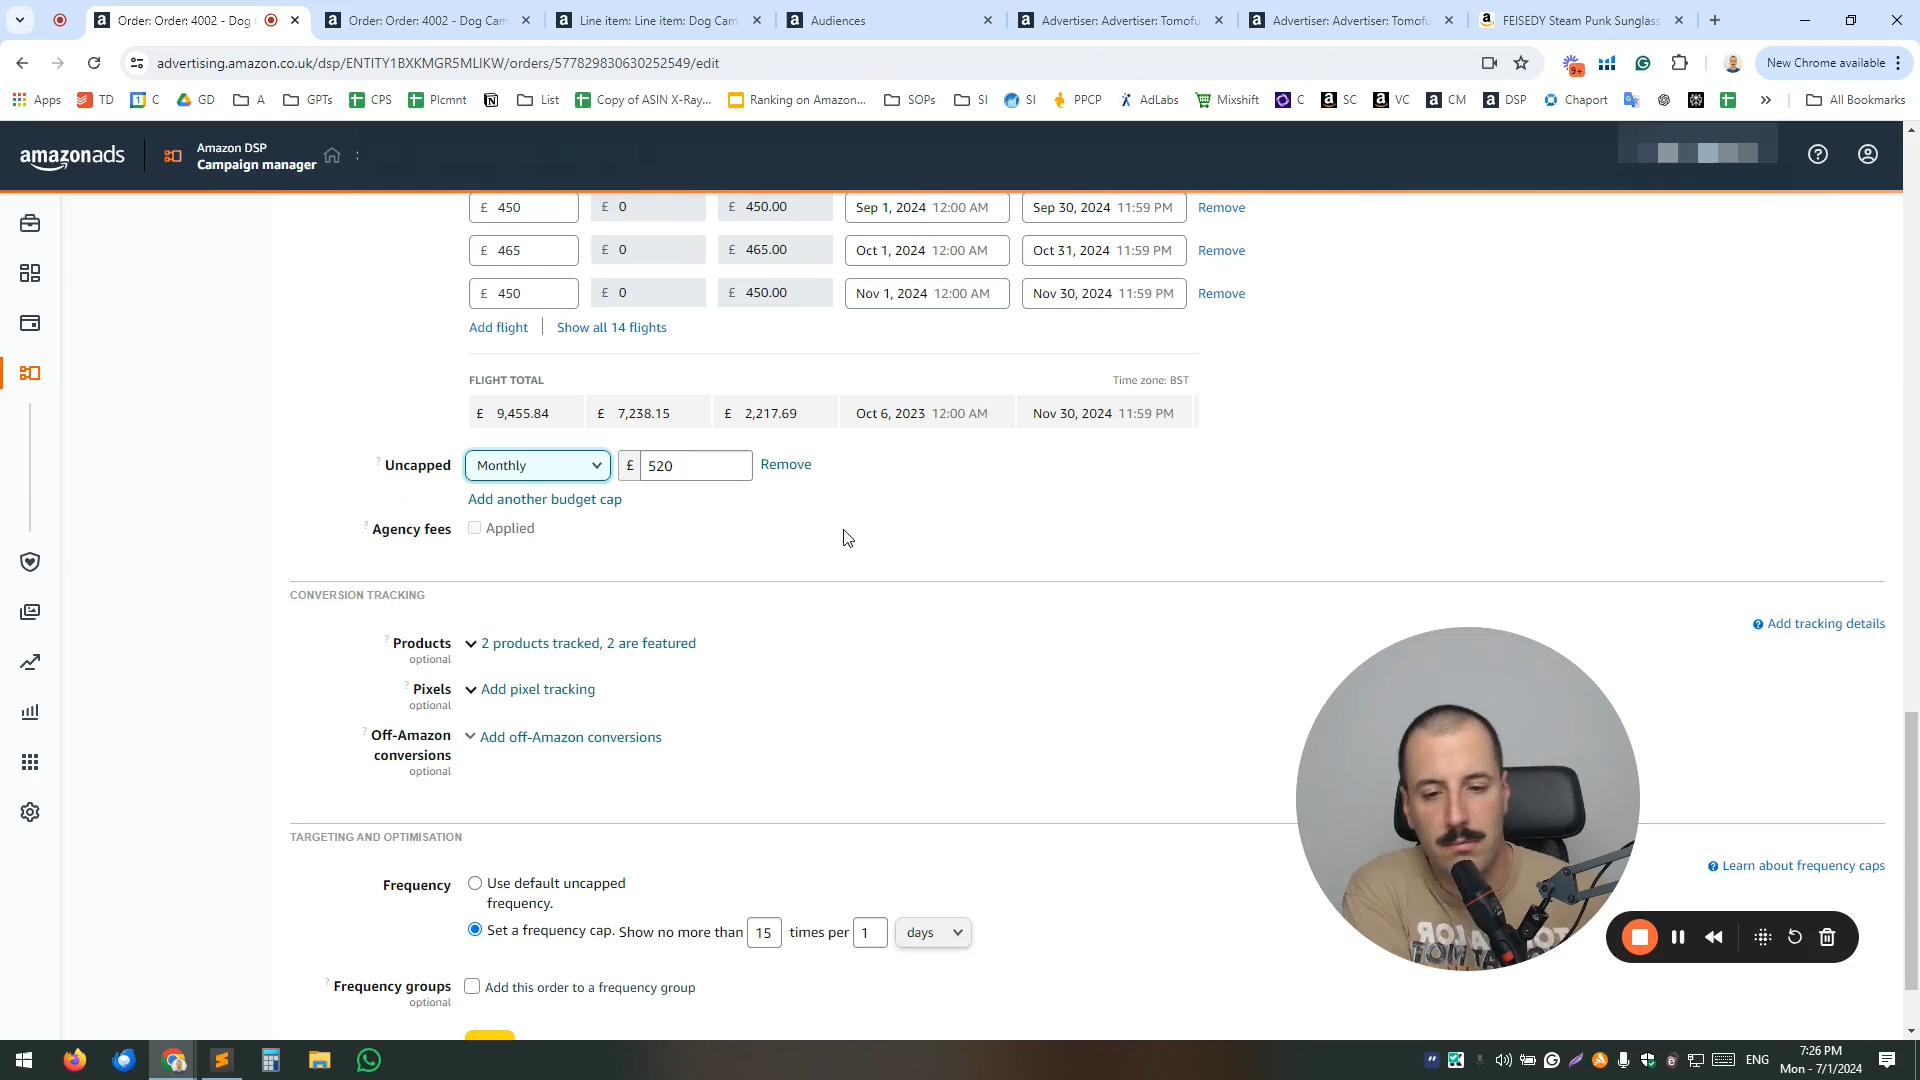 Order: Order: 4002 - Dog
Order: Order: 4002 - Dog Cam
Line item: Line item: Dog Cam
Audiences
Advertiser: Advertiser: Tomofu
Advertiser: Advertiser: Tomofu
FEISEDY Steam Punk Sunglass
advertising.amazon.co.uk/dsp/ENTITY1BXKMGR5MLIKW/orders/577829830630252549/edit
9+
New Chrome available
Apps
TD
C
GD
A
GPTs
CPS
Plcmnt
List
Copy of ASIN X-Ray...
Ranking on Amazon...
SOPs
SI
SI
PPCP
AdLabs
Mixshift
C
SC
VC
CM
DSP
Chaport
All Bookmarks
amazonads
Amazon DSP
Campaign manager
£ 450
£ 0
£ 450.00
Sep 1, 2024 12:00 AM
Sep 30, 2024 11:59 PM
Remove
£ 465
£ 0
£ 465.00
Oct 1, 2024 12:00 AM
Oct 31, 2024 11:59 PM
Remove
£ 450
£ 0
£ 450.00
Nov 1, 2024 12:00 AM
Nov 30, 2024 11:59 PM
Remove
Add flight
Show all 14 flights
FLIGHT TOTAL
Time zone: BST
£ 9,455.84
£ 7,238.15
£ 2,217.69
Oct 6, 2023 12:00 AM
Nov 30, 2024 11:59 PM
? Uncapped
Monthly
£ 520
Remove
Add another budget cap
? Agency fees
Applied
CONVERSION TRACKING
? Add tracking details
? Products
optional
2 products tracked, 2 are featured
? Pixels
optional
Add pixel tracking
? Off-Amazon
conversions
optional
Add off-Amazon conversions
TARGETING AND OPTIMISATION
? Learn about frequency caps
Frequency
Use default uncapped
frequency.
Set a frequency cap. Show no more than 15 times per 1 days
? Frequency groups
optional
Add this order to a frequency group
ENG
7:26 PM
Mon - 7/1/2024